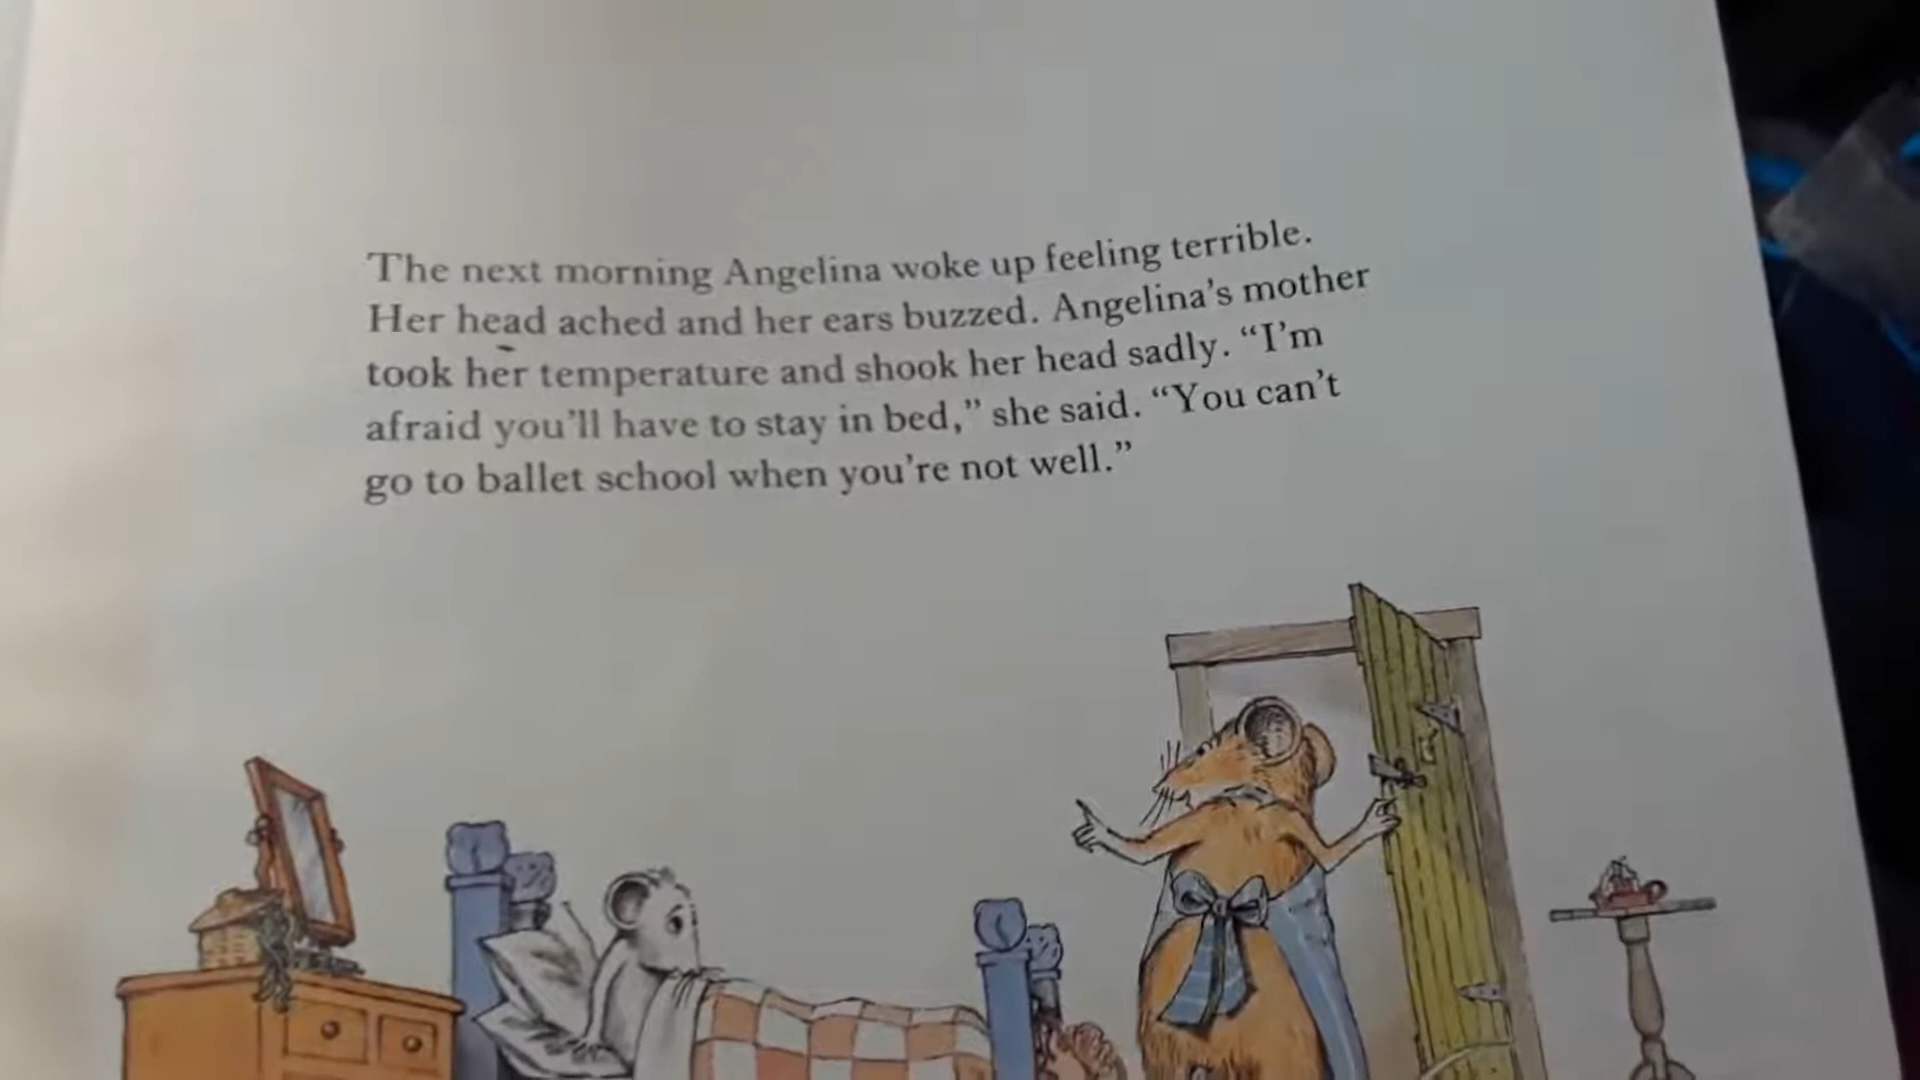 The next morning Angelina woke up feeling terrible.
Her head ached and her ears buzzed. Angelina’s mother
took her temperature and shook her head sadly. “I’m
afraid you’ll have to stay in bed,” she said. “You can’t
go to ballet school when you’re not well.”